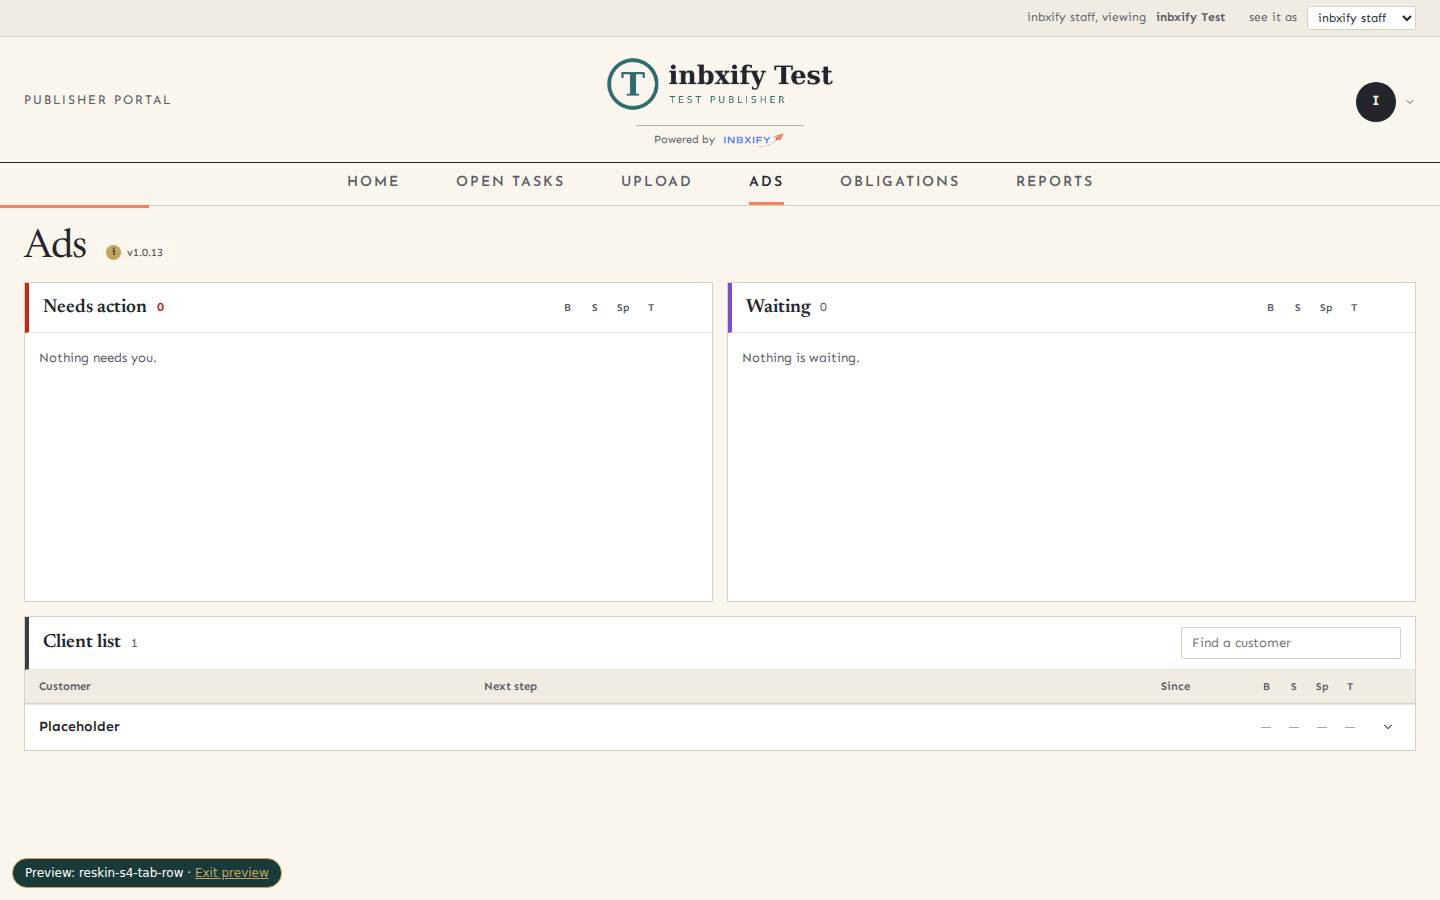 inbxify staff, viewing inbxify Test see it as inbxify staff
PUBLISHER PORTAL
T inbxify Test
TEST PUBLISHER
Powered by INBXIFY
I
HOME OPEN TASKS UPLOAD ADS OBLIGATIONS REPORTS
Ads i v1.0.13
Needs action 0 B S Sp T
Nothing needs you.
Waiting 0 B S Sp T
Nothing is waiting.
Client list 1 Find a customer
Customer Next step Since B S Sp T
Placeholder — — — —
Preview: reskin-s4-tab-row · Exit preview